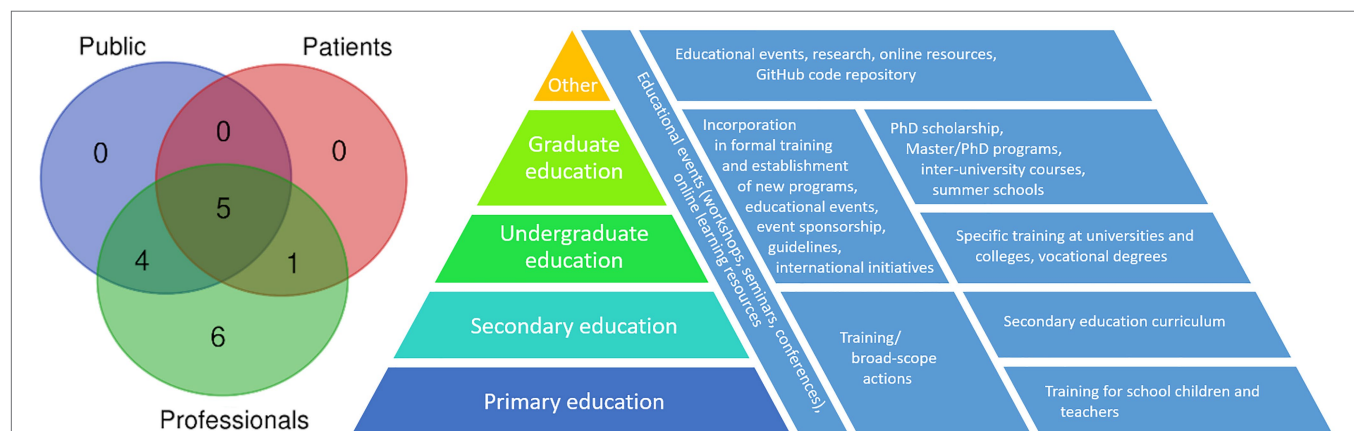 Public
Patients
0
0
0
5
4
1
6
Professionals
Other
Graduate
education
Undergraduate
education
Secondary education
Primary education
Educational events (workshops, seminars, conferences),
online learning resources
Educational events, research, online resources,
GitHub code repository
Incorporation
in formal training
and establishment
of new programs,
educational events,
event sponsorship,
guidelines,
international initiatives
PhD scholarship,
Master/PhD programs,
inter-university courses,
summer schools
Specific training at universities and
colleges, vocational degrees
Training/
broad-scope
actions
Secondary education curriculum
Training for school children and
teachers